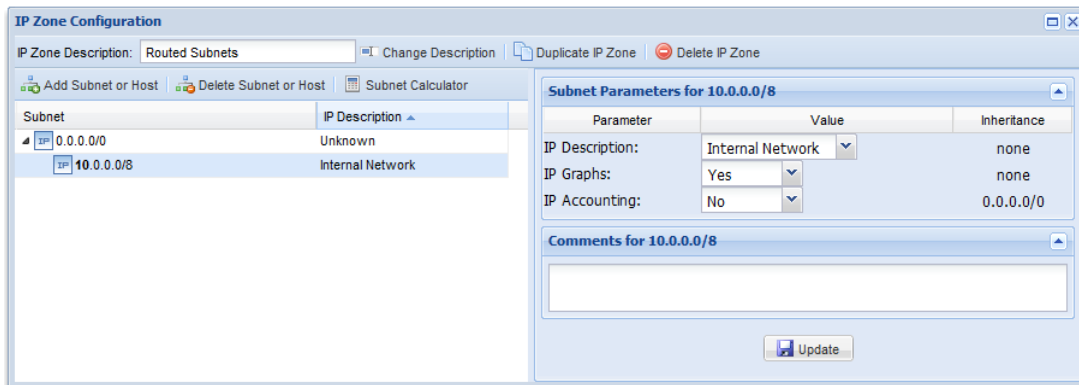 IP Zone Configuration
IP Zone Description: Routed Subnets Change Description Duplicate IP Zone Delete IP Zone
Add Subnet or Host Delete Subnet or Host Subnet Calculator
Subnet IP Description
IP 0.0.0.0/0 Unknown
IP 10.0.0.0/8 Internal Network
Subnet Parameters for 10.0.0.0/8
Parameter Value Inheritance
IP Description: Internal Network none
IP Graphs: Yes none
IP Accounting: No 0.0.0.0/0
Comments for 10.0.0.0/8
Update